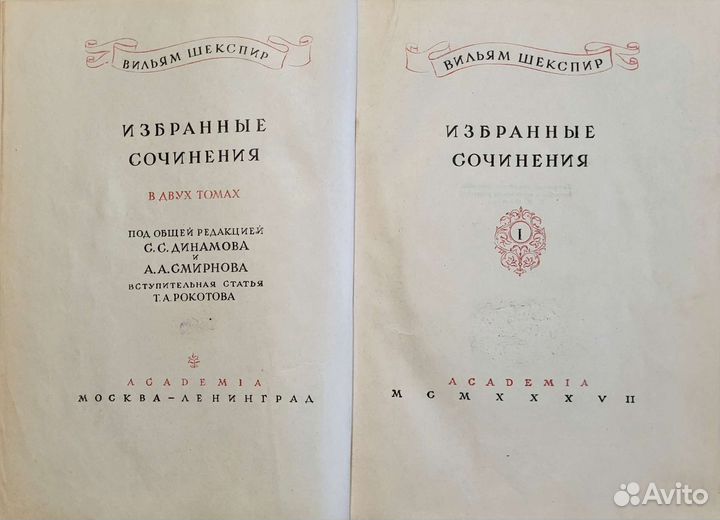 ВИЛЬЯМ ШЕКСПИР
ИЗБРАННЫЕ
СОЧИНЕНИЯ
В ДВУХ ТОМАХ
ПОД ОБЩЕЙ РЕДАКЦИЕЙ
С. С. ДИНАМОВА
И
А. А. СМИРНОВА
ВСТУПИТЕЛЬНАЯ СТАТЬЯ
Т. А. РОКОТОВА
ACADEMIA
МОСКВА – ЛЕНИНГРАД
ВИЛЬЯМ ШЕКСПИР
ИЗБРАННЫЕ
СОЧИНЕНИЯ
I
ACADEMIA
MCMXXXVII
Avito